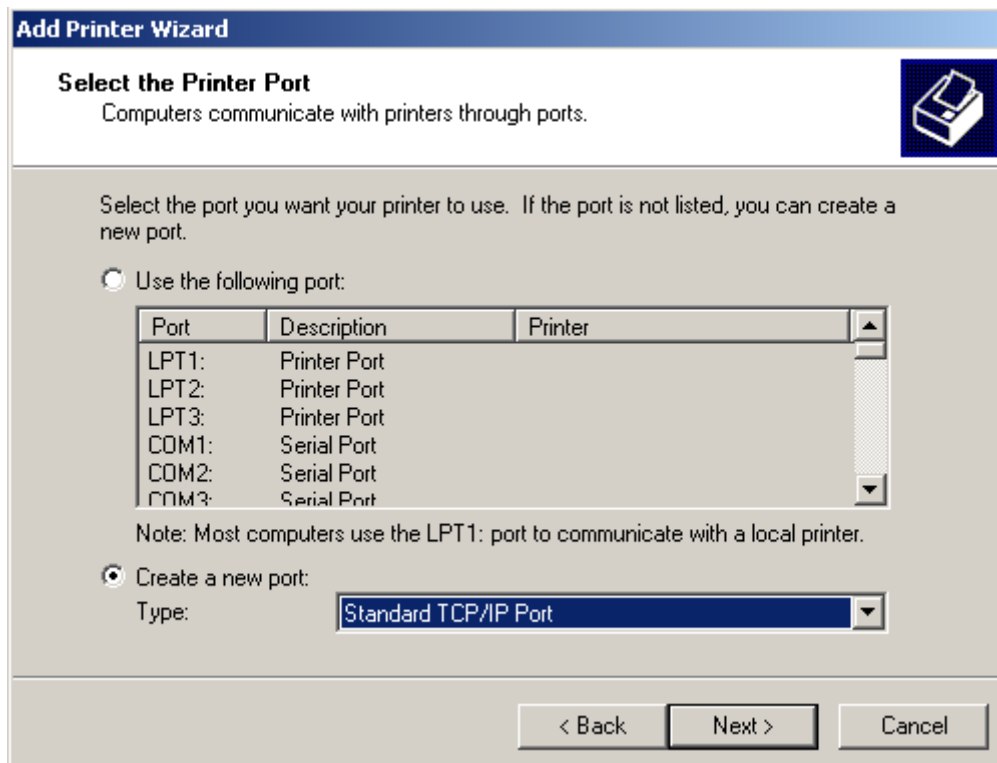 Add Printer Wizard
Select the Printer Port
Computers communicate with printers through ports.
Select the port you want your printer to use.  If the port is not listed, you can create a
new port.
Use the following port:
Port Description Printer
LPT1: Printer Port
LPT2: Printer Port
LPT3: Printer Port
COM1: Serial Port
COM2: Serial Port
COM3: Serial Port
Note: Most computers use the LPT1: port to communicate with a local printer.
Create a new port:
Type: Standard TCP/IP Port
< Back Next > Cancel